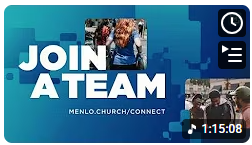 JOIN
A TEAM
MENLO.CHURCH/CONNECT
1:15:08